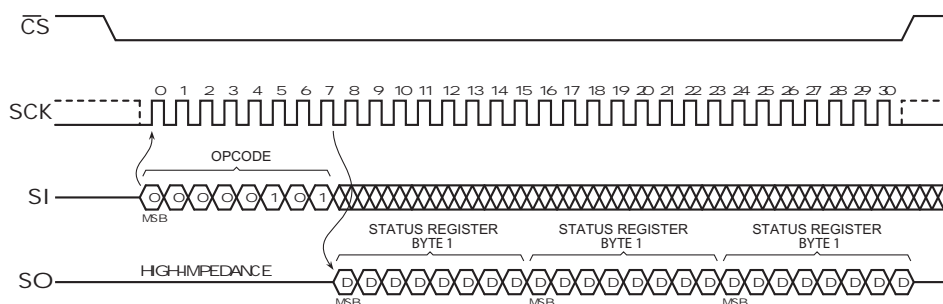 CS
0 1 2 3 4 5 6 7 8 9 10 11 12 13 14 15 16 17 18 19 20 21 22 23 24 25 26 27 28 29 30
SCK
OPCODE
SI 0 0 0 0 0 1 0 1
MSB
STATUS REGISTER BYTE 1
STATUS REGISTER BYTE 1
STATUS REGISTER BYTE 1
SO HIGH-IMPEDANCE D D D D D D D D D D D D D D D D D D D D D D D D
MSB MSB MSB